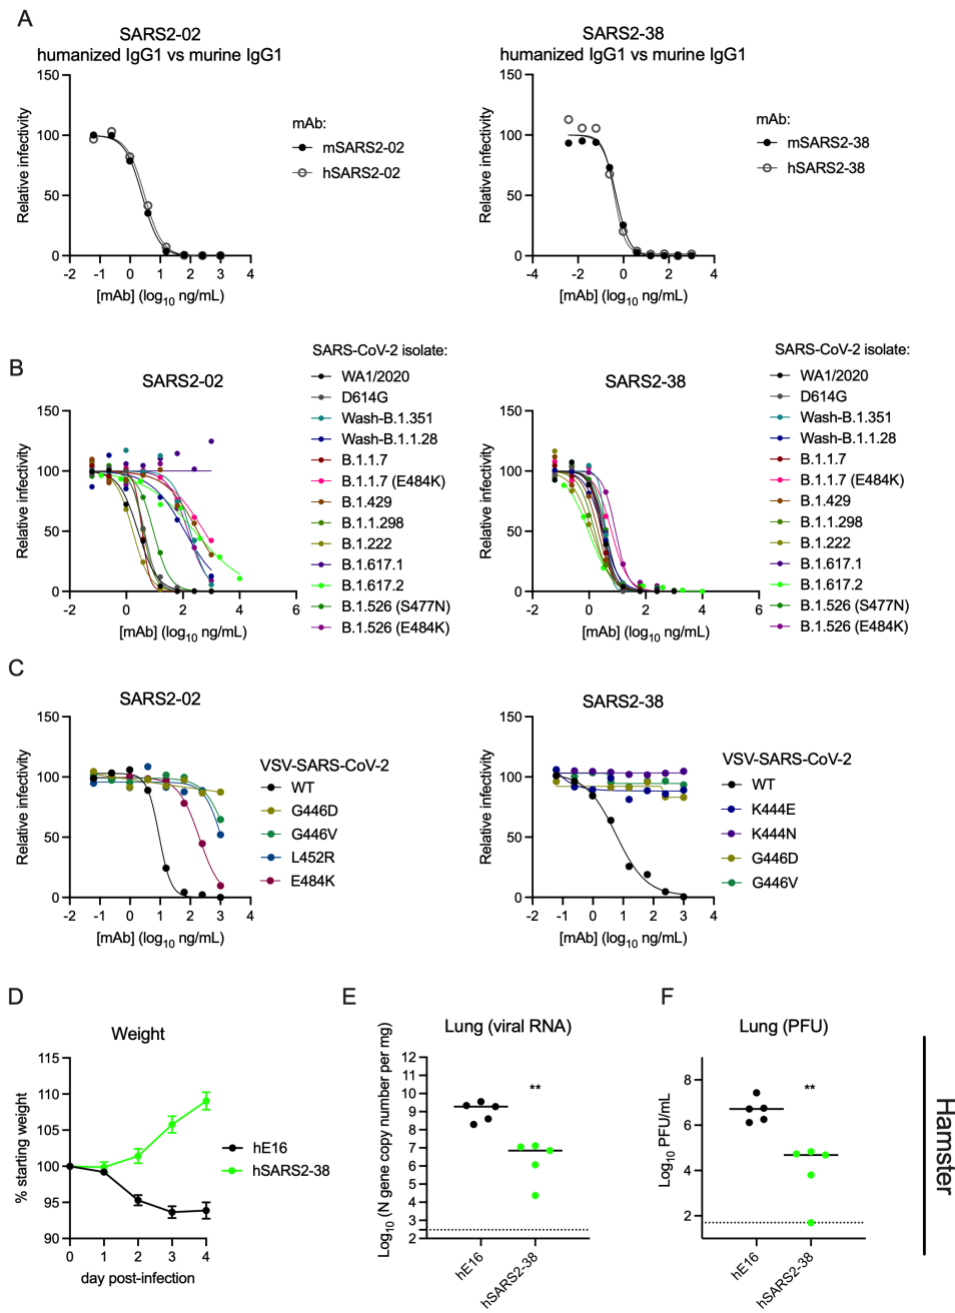 A
SARS2-02
humanized IgG1 vs murine IgG1
150
100
50
0
Relative infectivity
-2 -1 0 1 2 3 4
[mAb] (log10 ng/mL)
mAb:
mSARS2-02
hSARS2-02
SARS2-38
humanized IgG1 vs murine IgG1
150
100
50
0
Relative infectivity
-4 -2 0 2 4
[mAb] (log10 ng/mL)
mAb:
mSARS2-38
hSARS2-38
B
SARS2-02
150
100
50
0
Relative infectivity
-2 0 2 4 6
[mAb] (log10 ng/mL)
SARS-CoV-2 isolate:
WA1/2020
D614G
Wash-B.1.351
Wash-B.1.1.28
B.1.1.7
B.1.1.7 (E484K)
B.1.429
B.1.1.298
B.1.222
B.1.617.1
B.1.617.2
B.1.526 (S477N)
B.1.526 (E484K)
SARS2-38
150
100
50
0
Relative infectivity
-2 0 2 4 6
[mAb] (log10 ng/mL)
SARS-CoV-2 isolate:
WA1/2020
D614G
Wash-B.1.351
Wash-B.1.1.28
B.1.1.7
B.1.1.7 (E484K)
B.1.429
B.1.1.298
B.1.222
B.1.617.1
B.1.617.2
B.1.526 (S477N)
B.1.526 (E484K)
C
SARS2-02
150
100
50
0
Relative infectivity
-2 -1 0 1 2 3 4
[mAb] (log10 ng/mL)
VSV-SARS-CoV-2
WT
G446D
G446V
L452R
E484K
SARS2-38
150
100
50
0
Relative infectivity
-2 -1 0 1 2 3 4
[mAb] (log10 ng/mL)
VSV-SARS-CoV-2
WT
K444E
K444N
G446D
G446V
D
Weight
115
110
105
100
95
90
% starting weight
0 1 2 3 4
day post-infection
hE16
hSARS2-38
E
Lung (viral RNA)
12
11
10
9
8
7
6
5
4
3
2
Log10 (N gene copy number per mg)
**
hE16
hSARS2-38
F
Lung (PFU)
8
6
4
2
Log10 PFU/mL
**
hE16
hSARS2-38
Hamster